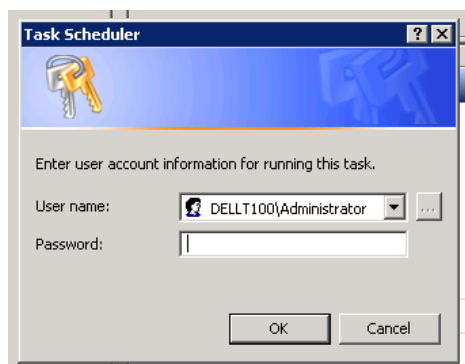 Task Scheduler
Enter user account information for running this task.
User name:
DELLT100\Administrator
...
Password:
OK
Cancel